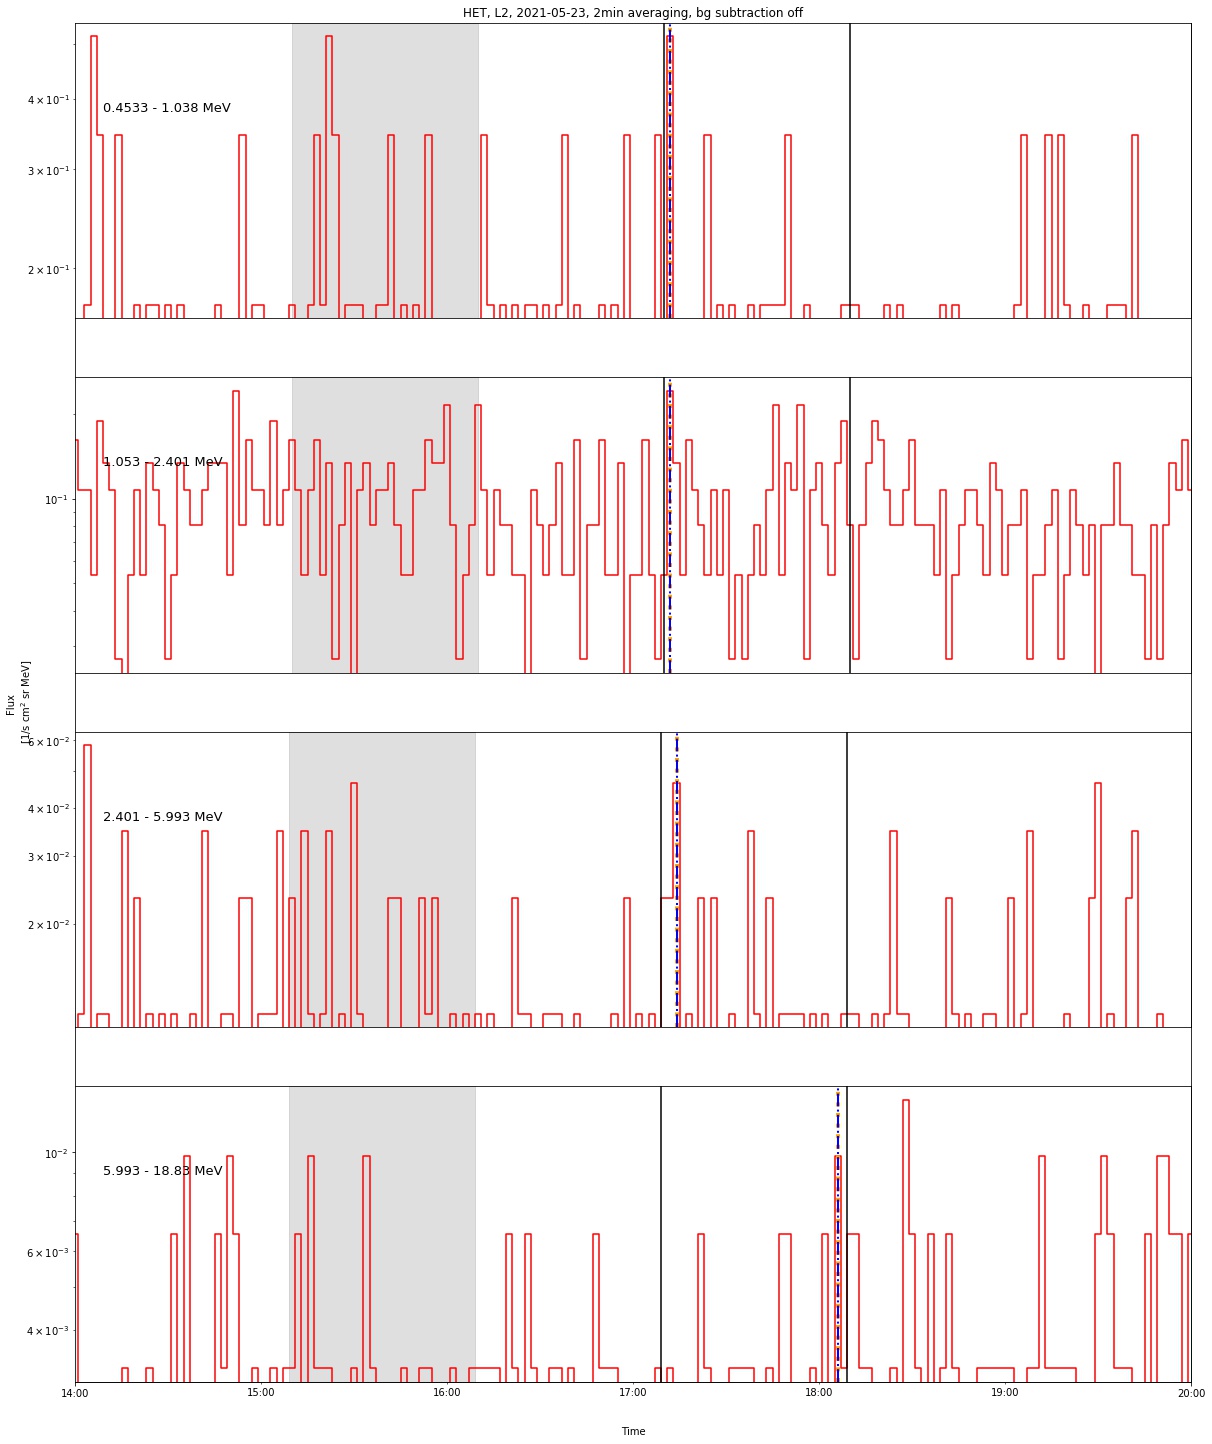 HET, L2, 2021-05-23, 2min averaging, bg subtraction off
4 × 10⁻¹
0.4533 - 1.038 MeV
3 × 10⁻¹
2 × 10⁻¹
1.053 - 2.401 MeV
10⁻¹
Flux
[1/s cm² sr MeV]
6 × 10⁻²
4 × 10⁻²
2.401 - 5.993 MeV
3 × 10⁻²
2 × 10⁻²
10⁻²
5.993 - 18.83 MeV
6 × 10⁻³
4 × 10⁻³
14:00 15:00 16:00 17:00 18:00 19:00 20:00
Time